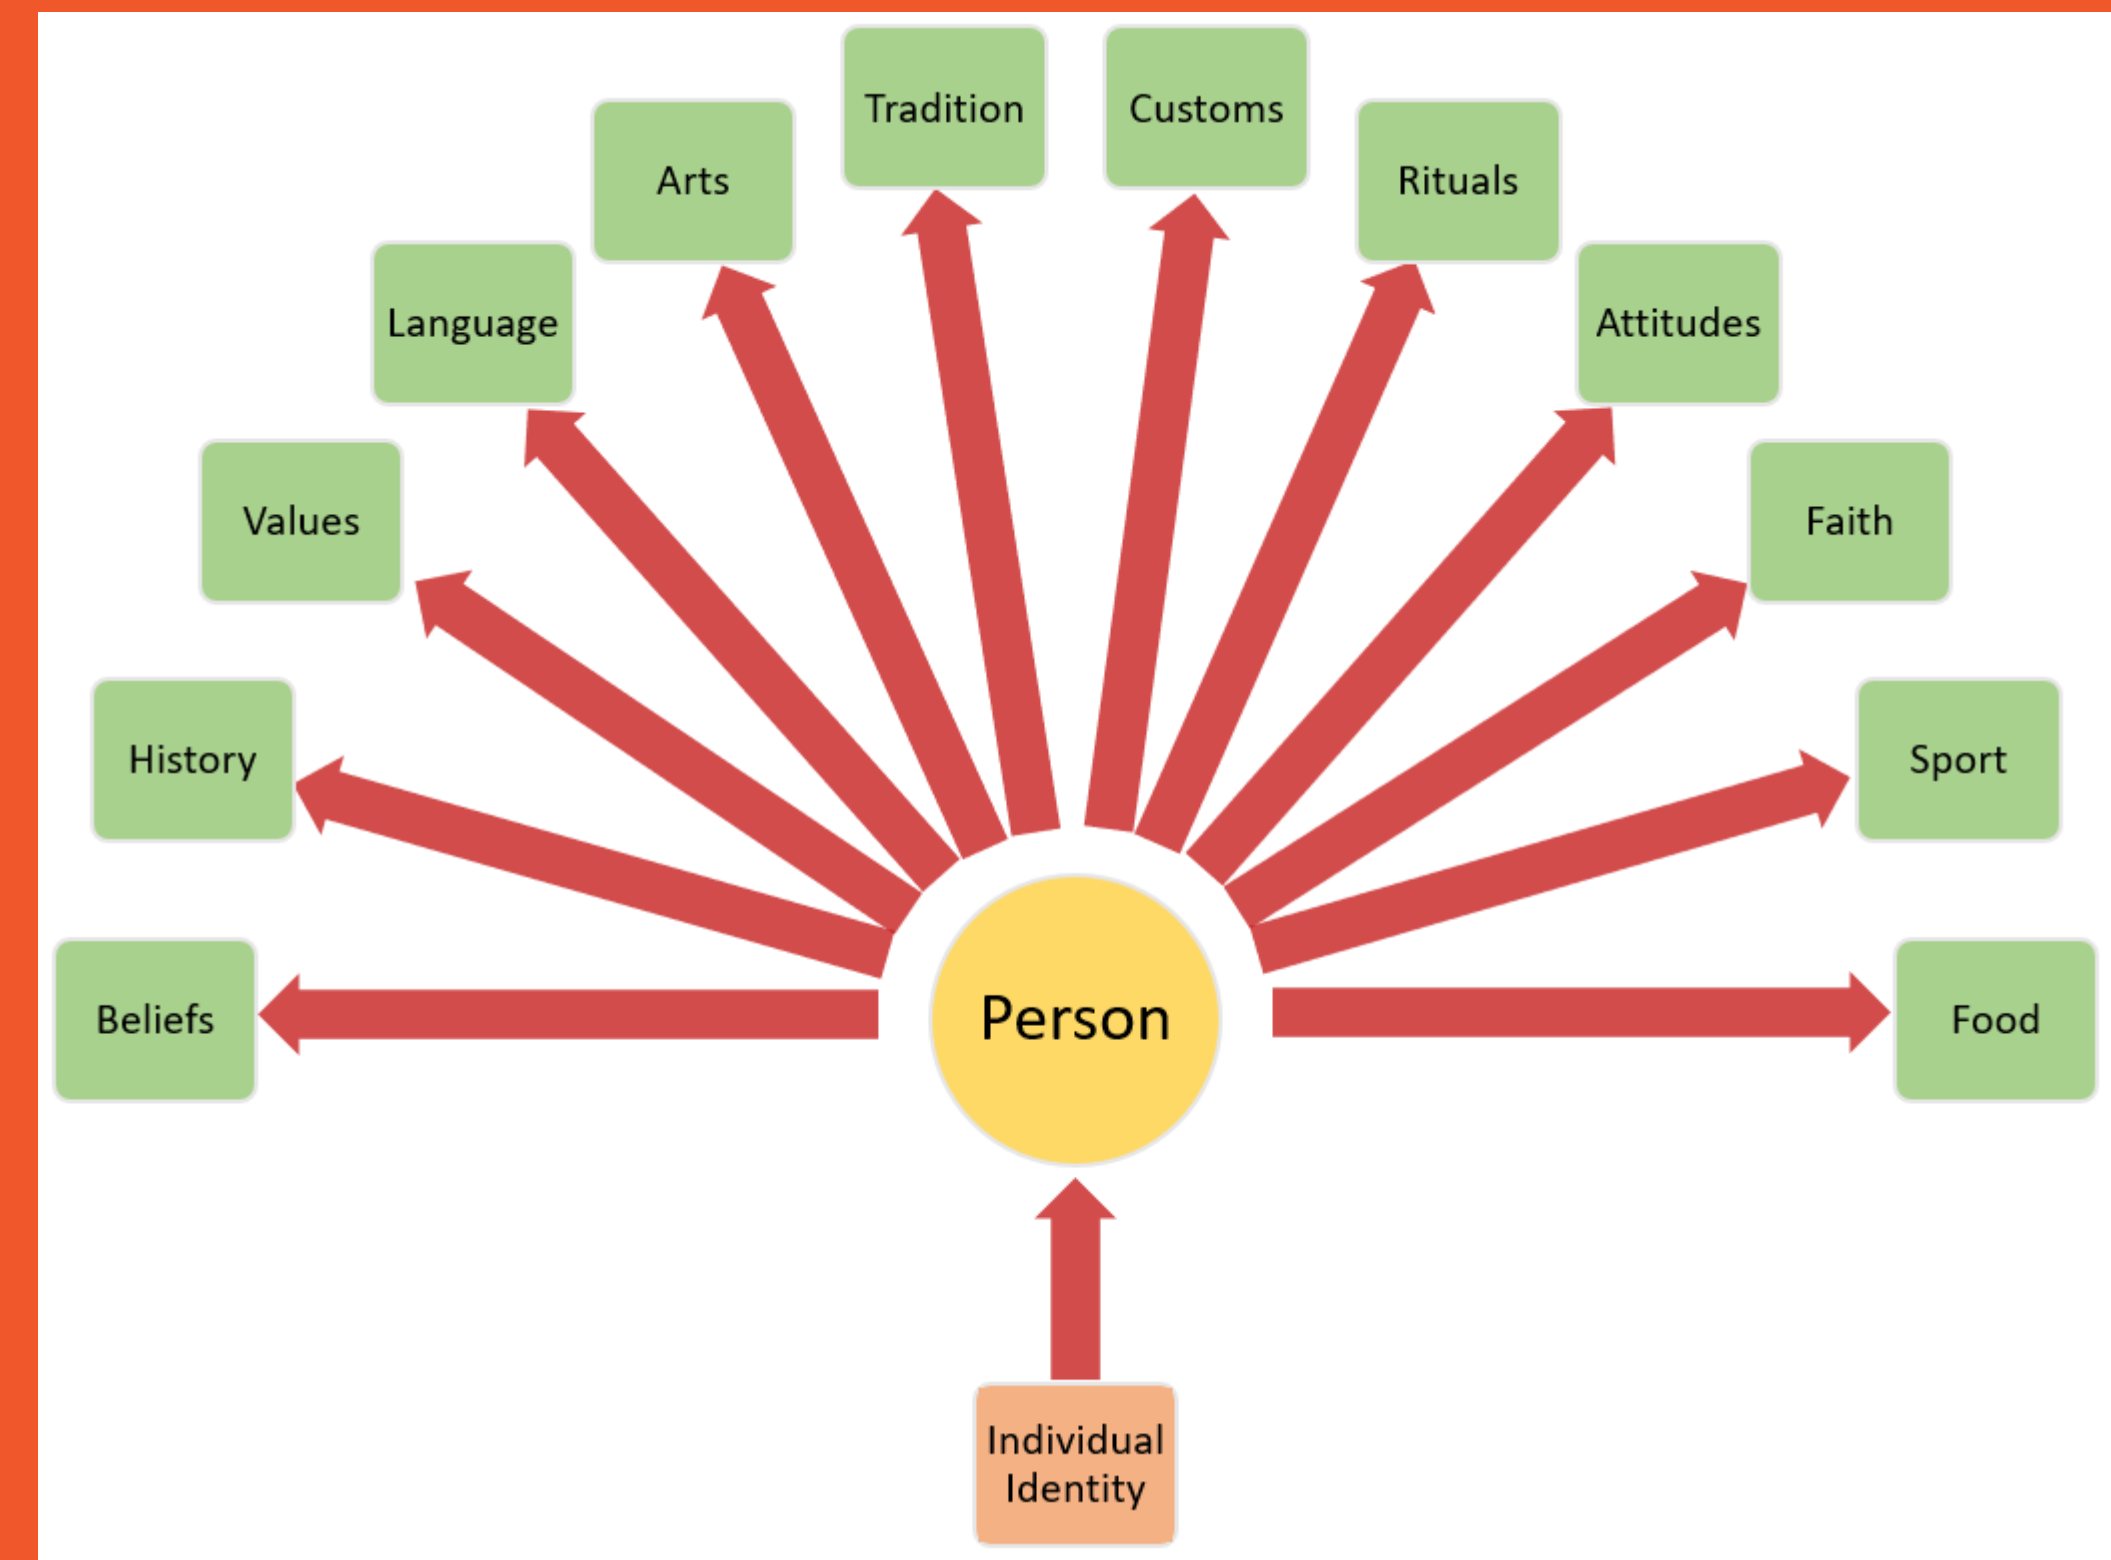 Tradition
Customs
Arts
Rituals
Language
Attitudes
Values
Faith
History
Sport
Beliefs
Person
Food
Individual
Identity